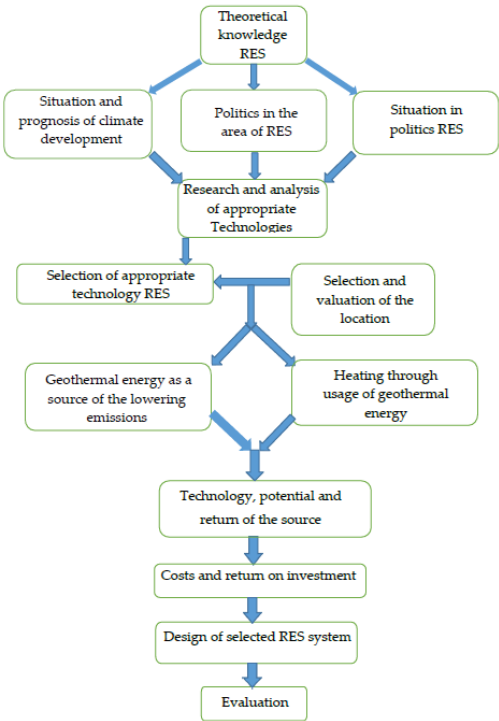 Theoretical
knowledge
RES
Situation and
prognosis of climate
development
Politics in the
area of RES
Situation in
politics RES
Research and analysis
of appropriate
Technologies
Selection of appropriate
technology RES
Selection and
valuation of the
location
Geothermal energy as a
source of the lowering
emissions
Heating through
usage of geothermal
energy
Technology, potential and
return of the source
Costs and return on investment
Design of selected RES system
Evaluation